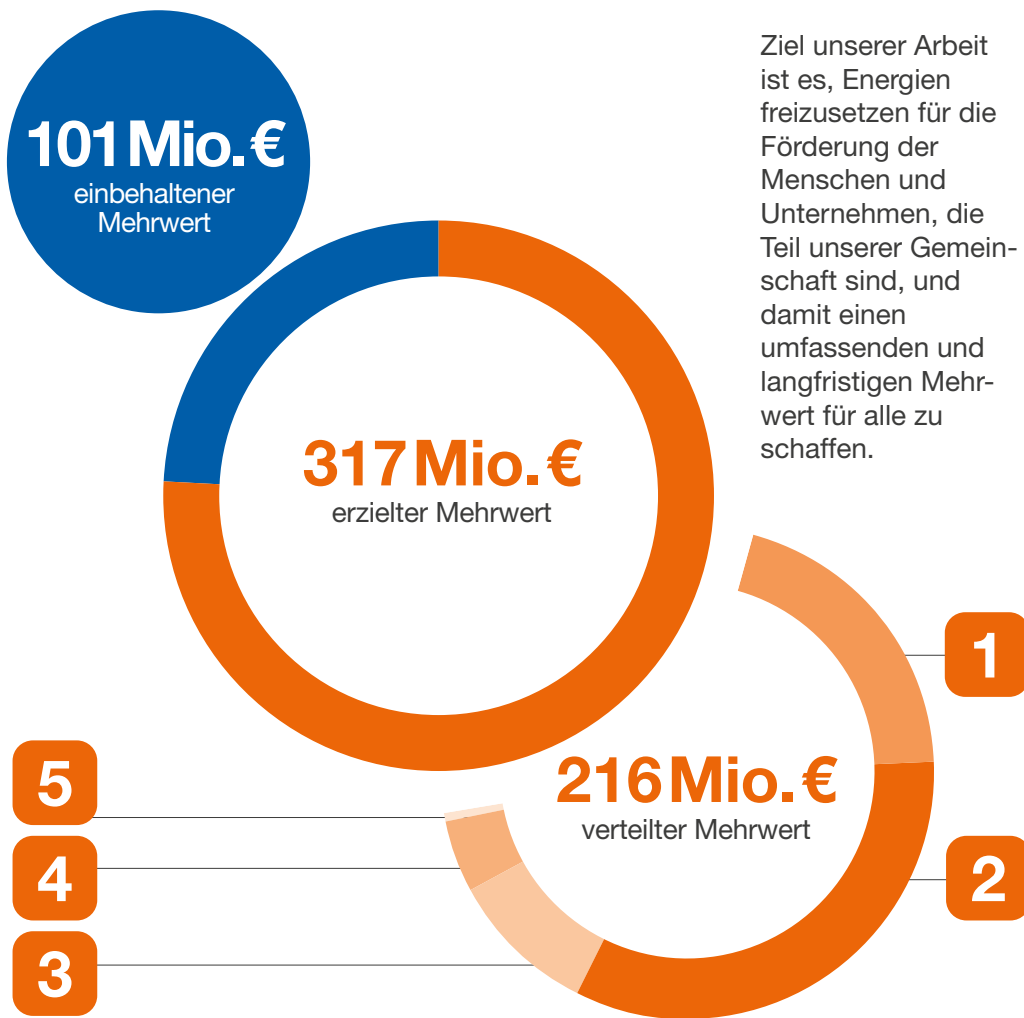 101 Mio. €
einbehaltener
Mehrwert
Ziel unserer Arbeit
ist es, Energien
freizusetzen für die
Förderung der
Menschen und
Unternehmen, die
Teil unserer Gemein-
schaft sind, und
damit einen
umfassenden und
langfristigen Mehr-
wert für alle zu
schaffen.
317 Mio. €
erzielter Mehrwert
1
216 Mio. €
verteilter Mehrwert
2
5
4
3